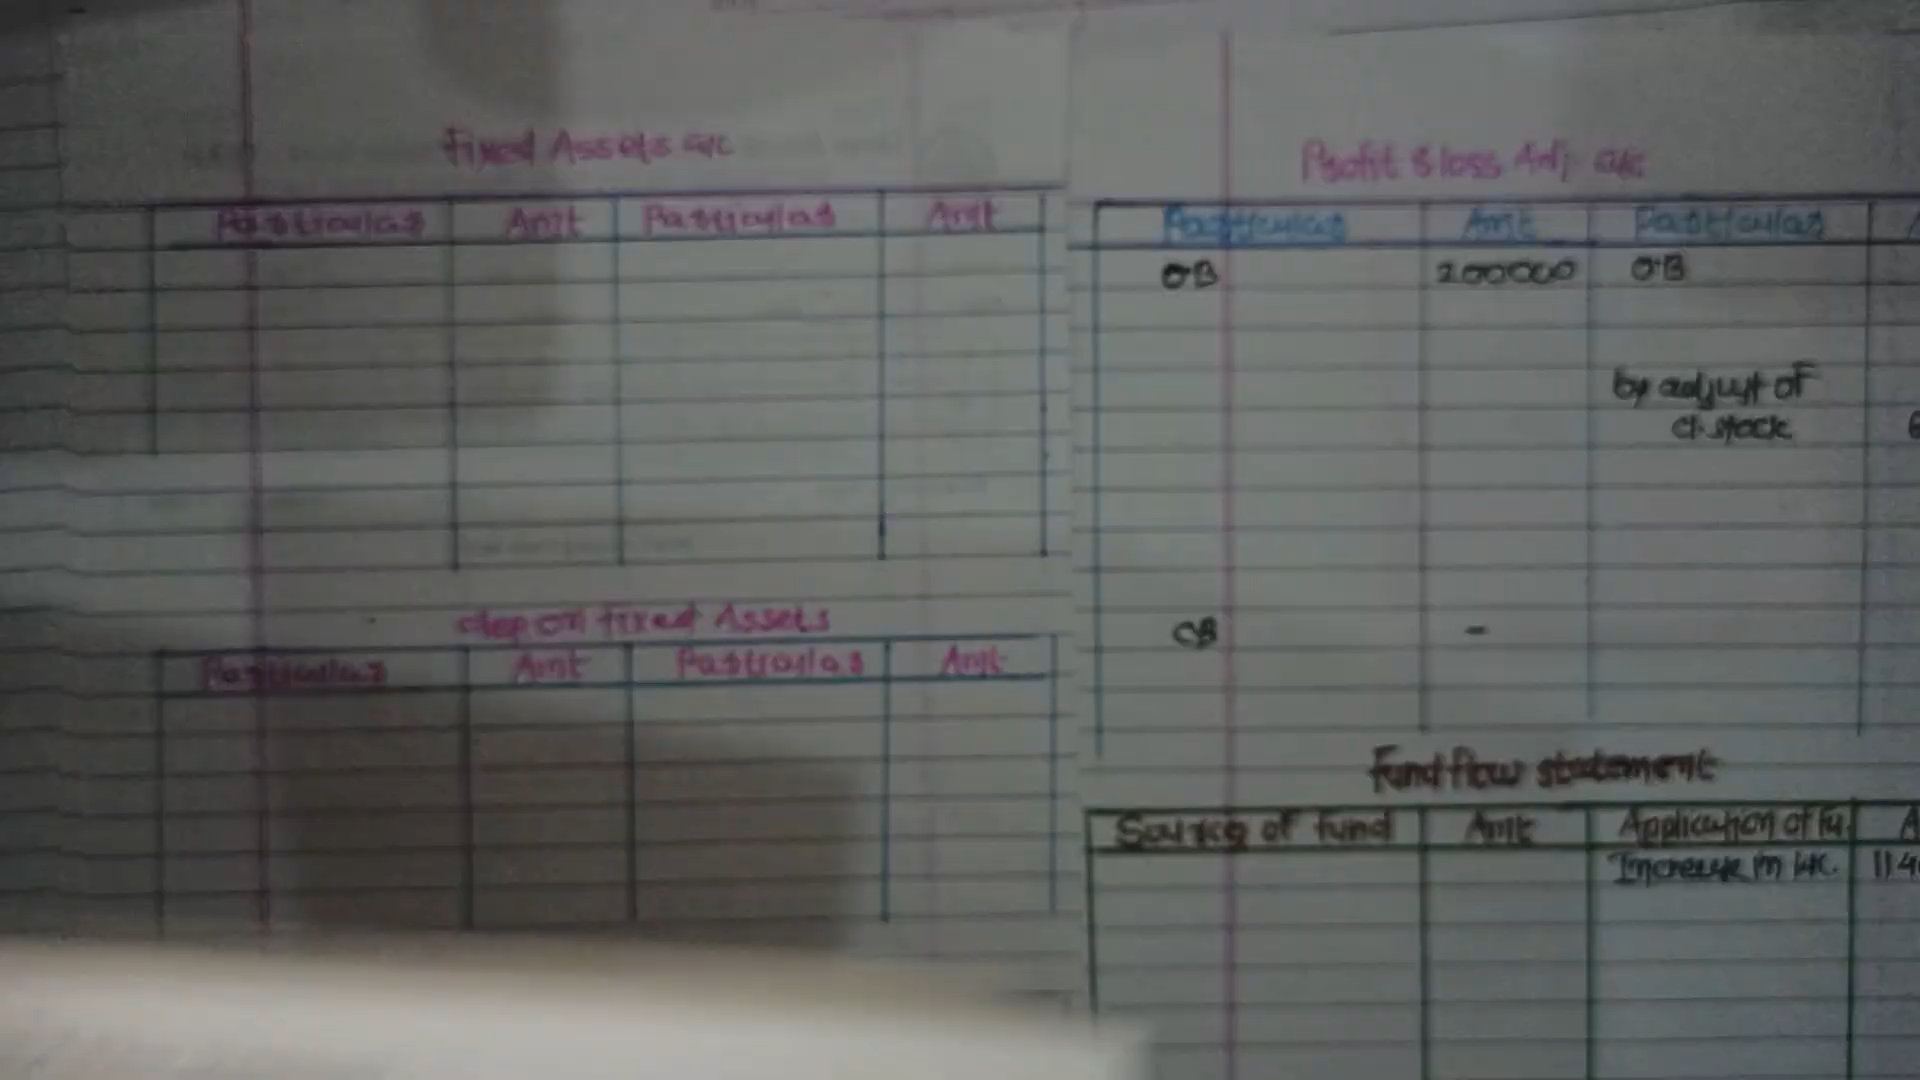 Fixed Assets a/c
Particulars Amt Particulars Amt
dep on fixed Assets
Particulars Amt Particulars Amt
Profit & loss Adj a/c
Particulars Amt Particulars A
OB 200000 OB
by adjust of
cl. stock 6
CB -
Fund flow statement
Source of fund Amt Application of Fu. A
Increase in w.c. 114